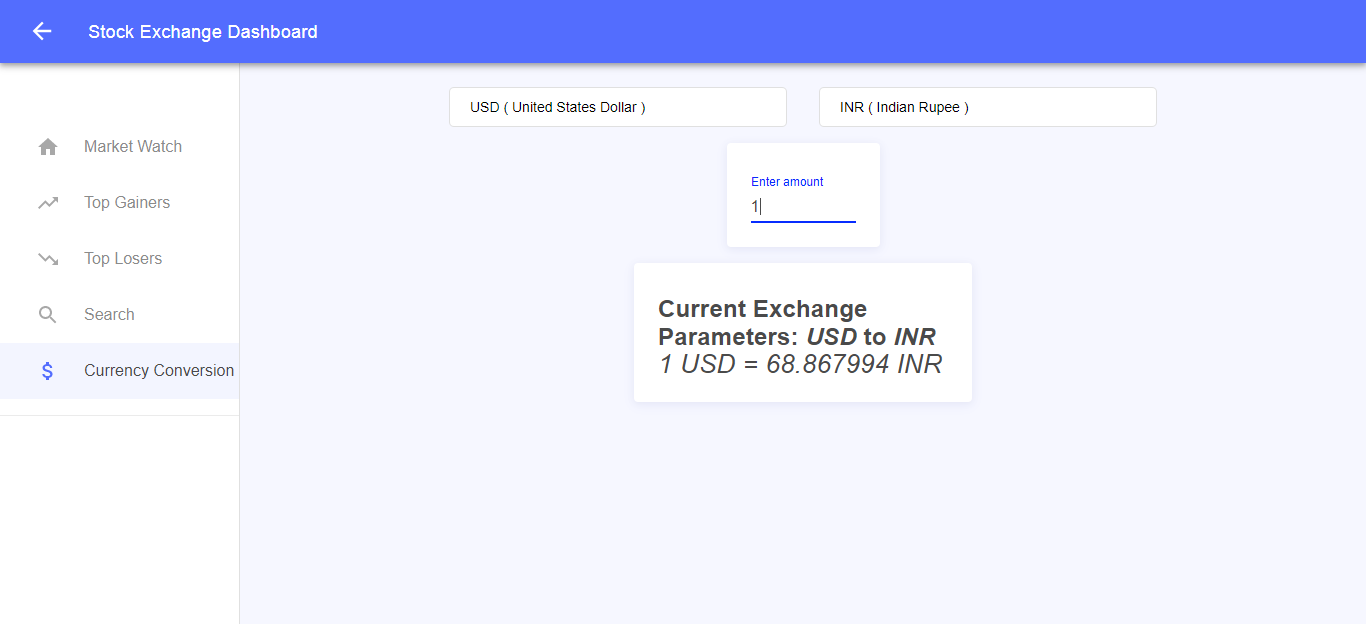 Stock Exchange Dashboard
USD ( United States Dollar )
INR ( Indian Rupee )
Market Watch
Top Gainers
Top Losers
Search
$
Currency Conversion
Enter amount
1
Current Exchange
Parameters: USD to INR
1 USD = 68.867994 INR